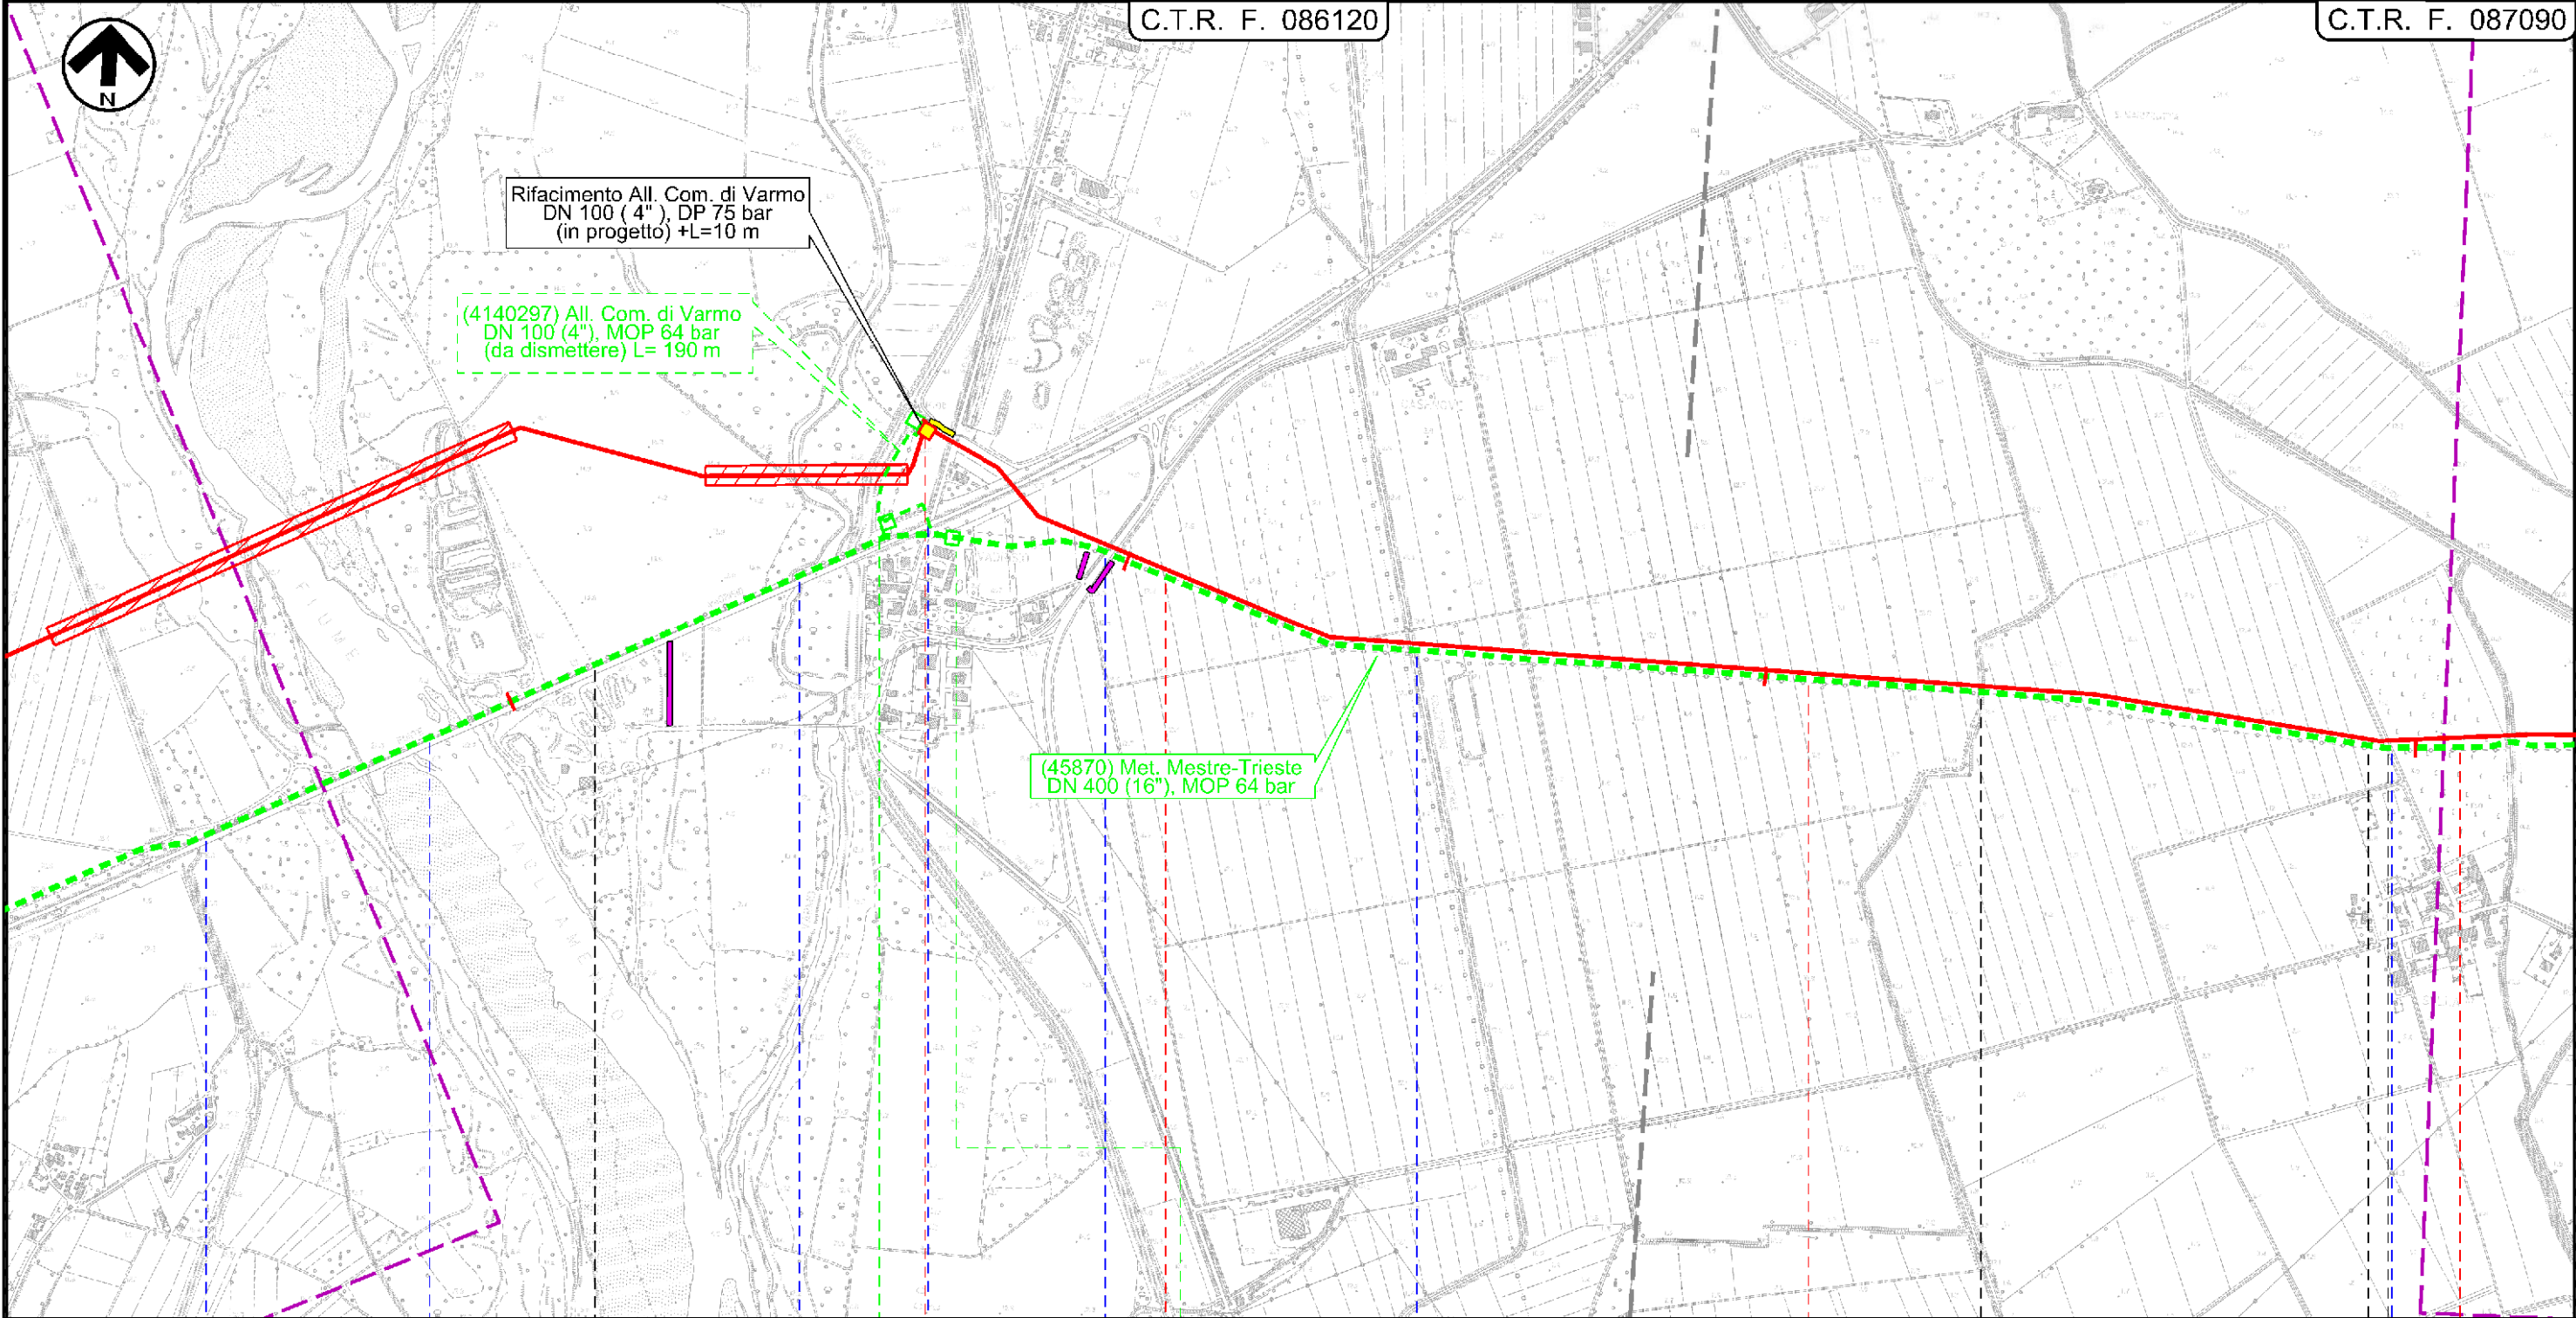 C.T.R. F. 086120
C.T.R. F. 087090
N
Rifacimento All. Com. di Varmo
DN 100 ( 4" ), DP 75 bar
(in progetto) +L=10 m
(4140297) All. Com. di Varmo
DN 100 (4"), MOP 64 bar
(da dismettere) L= 190 m
(45870) Met. Mestre-Trieste
DN 400 (16"), MOP 64 bar